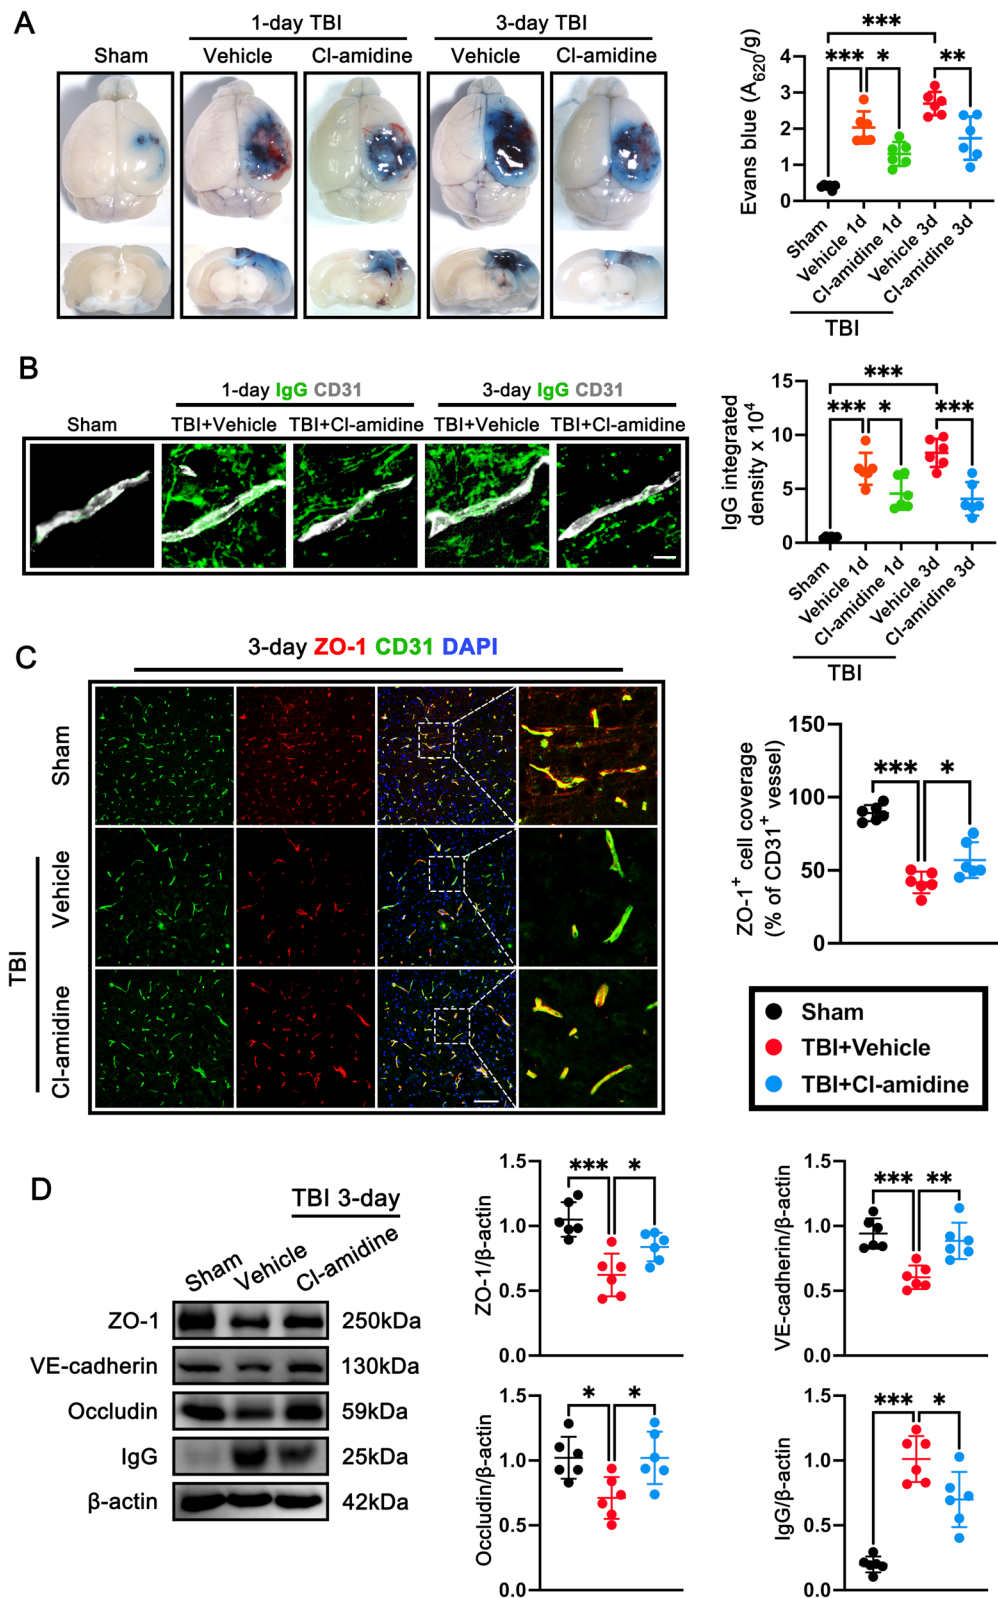 A
1-day TBI
3-day TBI
Sham
Vehicle
Cl-amidine
Vehicle
Cl-amidine
Evans blue (A620/g)
4
3
2
1
0
***
*** *
**
Sham
Vehicle 1d
Cl-amidine 1d
Vehicle 3d
Cl-amidine 3d
TBI
B
1-day IgG CD31
3-day IgG CD31
Sham
TBI+Vehicle
TBI+Cl-amidine
TBI+Vehicle
TBI+Cl-amidine
IgG integrated
density x 10⁴
15
10
5
0
***
*** *
***
Sham
Vehicle 1d
Cl-amidine 1d
Vehicle 3d
Cl-amidine 3d
TBI
C
3-day ZO-1 CD31 DAPI
Sham
Vehicle
Cl-amidine
TBI
ZO-1⁺ cell coverage
(% of CD31⁺ vessel)
150
100
50
0
*** *
Sham
TBI+Vehicle
TBI+Cl-amidine
D
TBI 3-day
Sham
Vehicle
Cl-amidine
ZO-1 250kDa
VE-cadherin 130kDa
Occludin 59kDa
IgG 25kDa
β-actin 42kDa
ZO-1/β-actin
1.5
1.0
0.5
0.0
*** *
VE-cadherin/β-actin
1.5
1.0
0.5
0.0
*** **
Occludin/β-actin
1.5
1.0
0.5
0.0
* *
IgG/β-actin
1.5
1.0
0.5
0.0
*** *